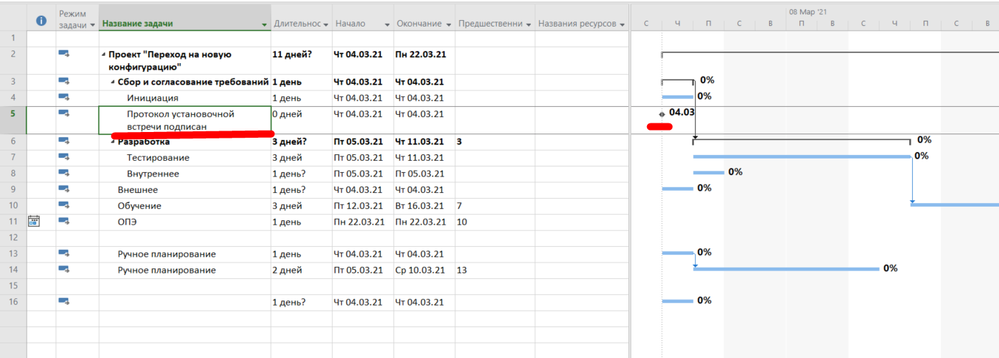 Режим задачи Название задачи Длительнос Начало Окончание Предшественни Названия ресурсов
08 Мар '21
С Ч П С В П В С Ч П С В
1
2 Проект "Переход на новую конфигурацию" 11 дней? Чт 04.03.21 Пн 22.03.21
3 Сбор и согласование требований 1 день Чт 04.03.21 Чт 04.03.21 0%
4 Инициация 1 день Чт 04.03.21 Чт 04.03.21 0%
5 Протокол установочной встречи подписан 0 дней Чт 04.03.21 Чт 04.03.21 04.03
6 Разработка 3 дней? Пт 05.03.21 Чт 11.03.21 3 0%
7 Тестирование 3 дней Пт 05.03.21 Чт 11.03.21 0%
8 Внутреннее 1 день? Пт 05.03.21 Пт 05.03.21 0%
9 Внешнее 1 день? Чт 04.03.21 Чт 04.03.21 0%
10 Обучение 3 дней Пт 12.03.21 Вт 16.03.21 7
11 ОПЭ 1 день Пн 22.03.21 Пн 22.03.21 10
12
13 Ручное планирование 1 день Чт 04.03.21 Чт 04.03.21 0%
14 Ручное планирование 2 дней Пт 05.03.21 Ср 10.03.21 13 0%
15
16 1 день? Чт 04.03.21 Чт 04.03.21 0%